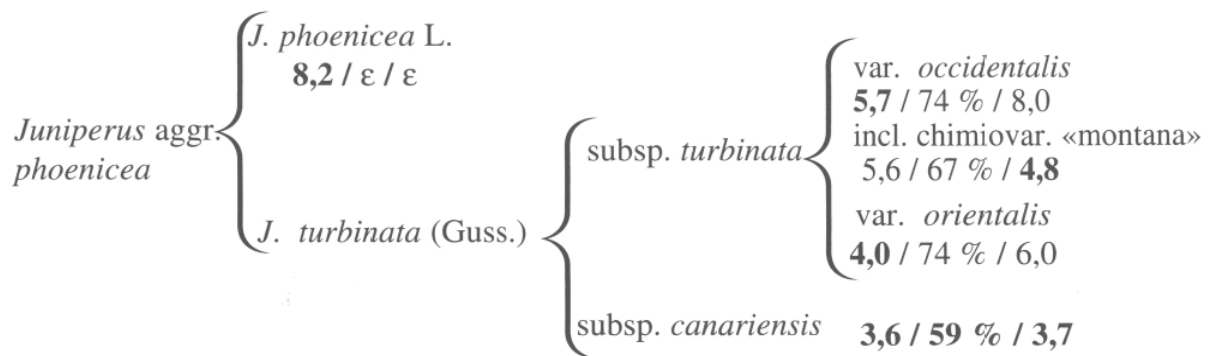 J. phoenicea L.
8,2 / ε / ε
Juniperus aggr.
phoenicea
J. turbinata (Guss.)
subsp. turbinata
var. occidentalis
5,7 / 74 % / 8,0
incl. chimiovar. «montana»
5,6 / 67 % / 4,8
var. orientalis
4,0 / 74 % / 6,0
subsp. canariensis 3,6 / 59 % / 3,7